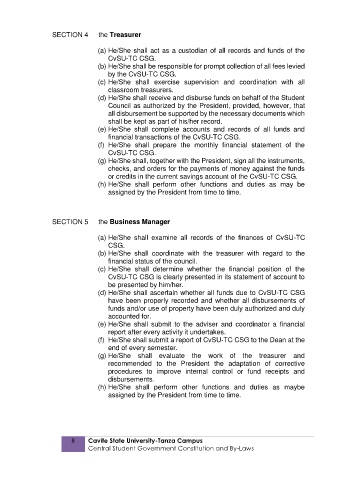 SECTION 4 the Treasurer
(a) He/She shall act as a custodian of all records and funds of the
CvSU-TC CSG.
(b) He/She shall be responsible for prompt collection of all fees levied
by the CvSU-TC CSG.
(c) He/She shall exercise supervision and coordination with all
classroom treasurers.
(d) He/She shall receive and disburse funds on behalf of the Student
Council as authorized by the President, provided, however, that
all disbursement be supported by the necessary documents which
shall be kept as part of his/her record.
(e) He/She shall complete accounts and records of all funds and
financial transactions of the CvSU-TC CSG.
(f) He/She shall prepare the monthly financial statement of the
CvSU-TC CSG.
(g) He/She shall, together with the President, sign all the instruments,
checks, and orders for the payments of money against the funds
or credits in the current savings account of the CvSU-TC CSG.
(h) He/She shall perform other functions and duties as may be
assigned by the President from time to time.
SECTION 5 the Business Manager
(a) He/She shall examine all records of the finances of CvSU-TC
CSG.
(b) He/She shall coordinate with the treasurer with regard to the
financial status of the council.
(c) He/She shall determine whether the financial position of the
CvSU-TC CSG is clearly presented in its statement of account to
be presented by him/her.
(d) He/She shall ascertain whether all funds due to CvSU-TC CSG
have been properly recorded and whether all disbursements of
funds and/or use of property have been duly authorized and duly
accounted for.
(e) He/She shall submit to the adviser and coordinator a financial
report after every activity it undertakes.
(f) He/She shall submit a report of CvSU-TC CSG to the Dean at the
end of every semester.
(g) He/She shall evaluate the work of the treasurer and
recommended to the President the adaptation of corrective
procedures to improve internal control or fund receipts and
disbursements.
(h) He/She shall perform other functions and duties as maybe
assigned by the President from time to time.
Cavite State University-Tanza Campus
Central Student Government Constitution and By-Laws